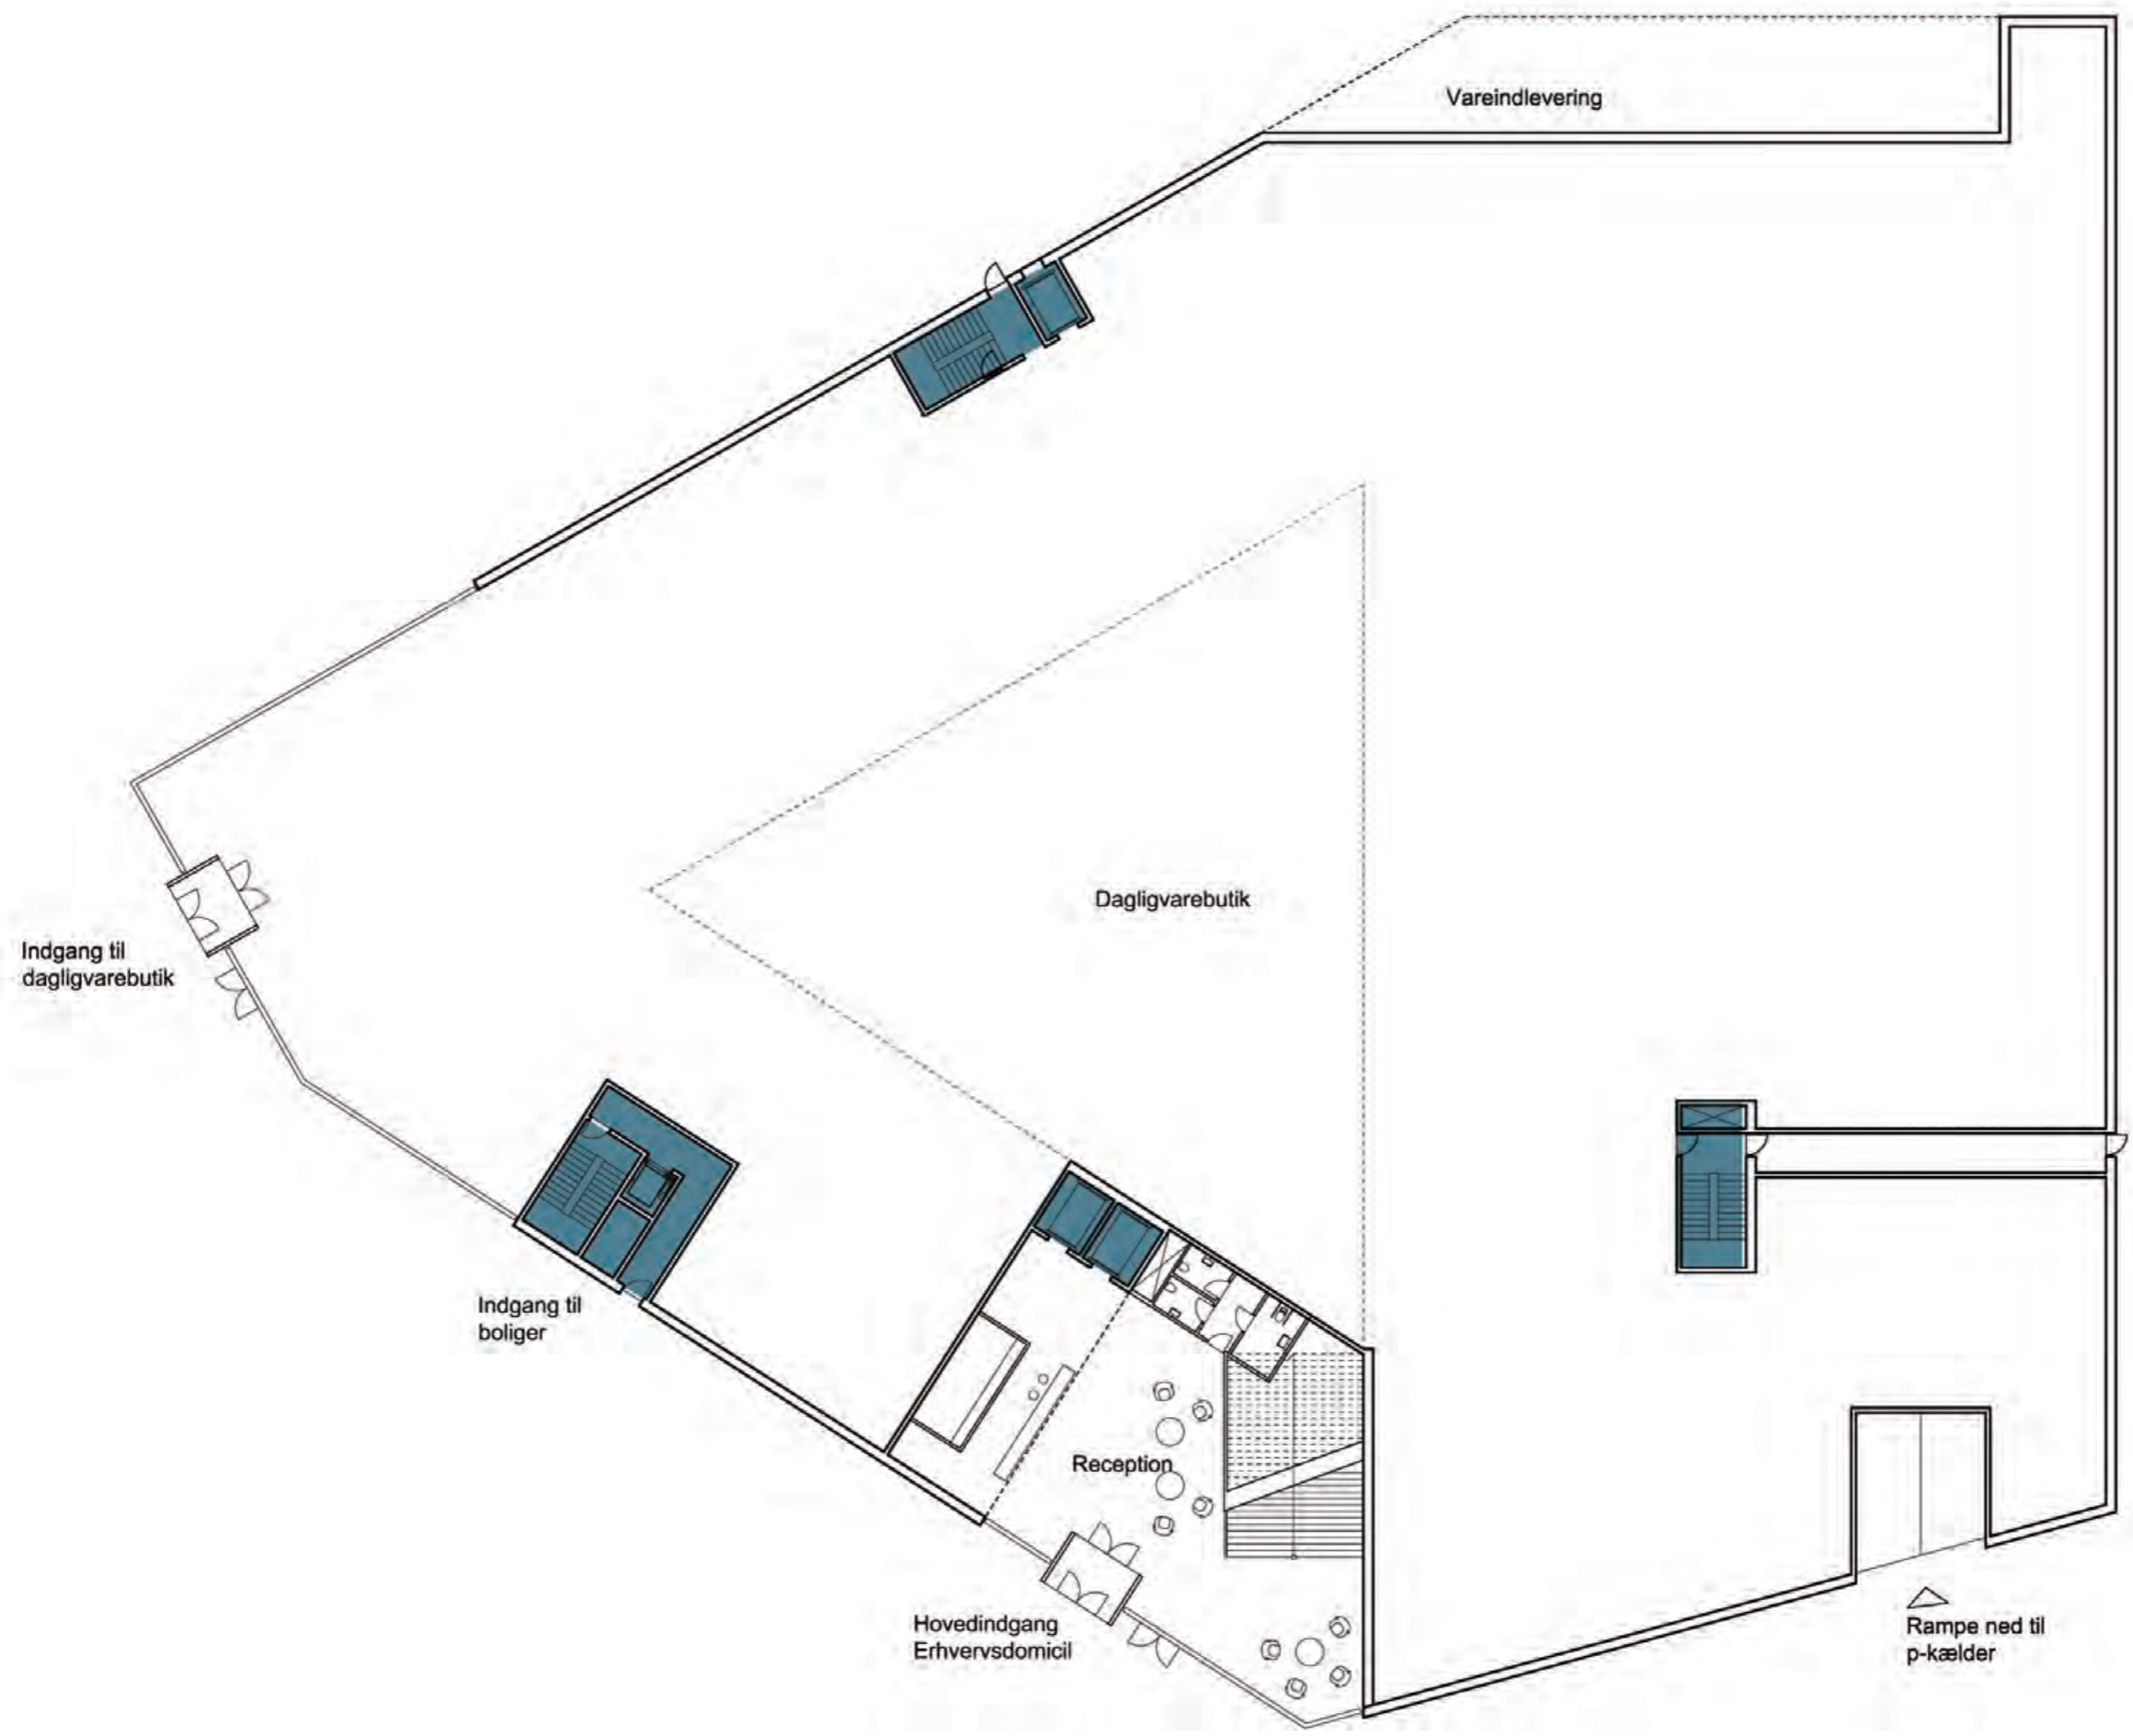 Vareindlevering
Dagligvarebutik
Indgang til
dagligvarebutik
Indgang til
boliger
Reception
Hovedindgang
Erhvervsdomicil
Rampe ned til
p-kælder